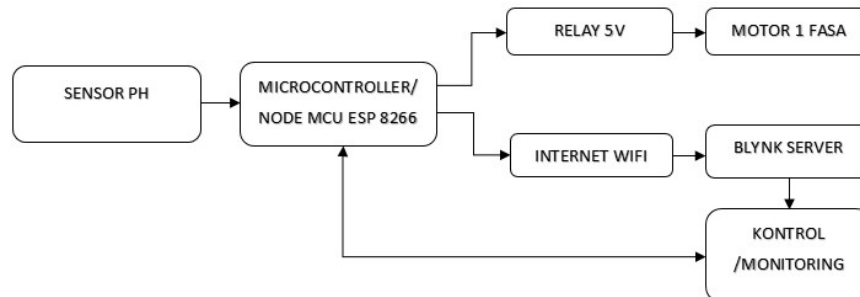 RELAY 5V
MOTOR 1 FASA
SENSOR PH
MICROCONTROLLER/
NODE MCU ESP 8266
INTERNET WIFI
BLYNK SERVER
KONTROL
/MONITORING